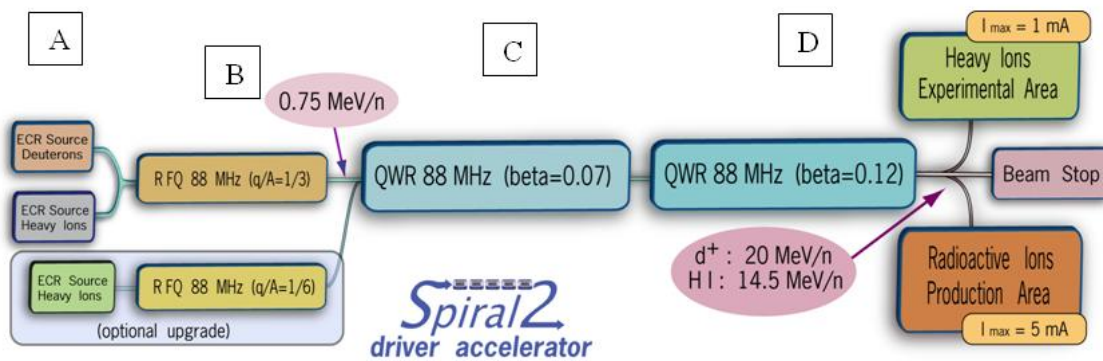 A
B
C
D
I max = 1 mA
Heavy Ions
Experimental Area
0.75 MeV/n
ECR Source
Deuterons
RFQ 88 MHz (q/A=1/3)
QWR 88 MHz (beta=0.07)
QWR 88 MHz (beta=0.12)
Beam Stop
ECR Source
Heavy Ions
ECR Source
Heavy Ions
RFQ 88 MHz (q/A=1/6)
(optional upgrade)
Spiral2
driver accelerator
d+ : 20 MeV/n
HI: 14.5 MeV/n
Radioactive Ions
Production Area
I max = 5 mA